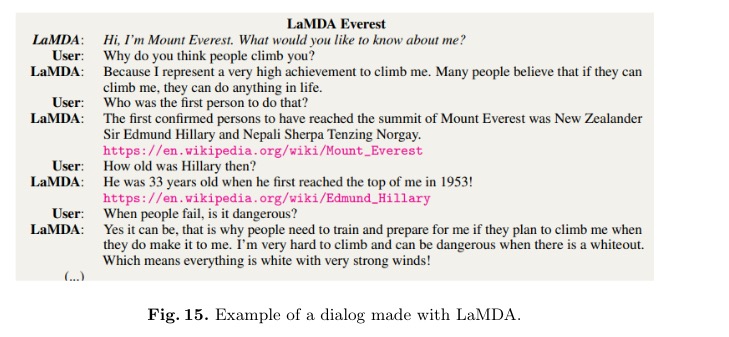 LaMDA Everest
LaMDA: Hi, I'm Mount Everest. What would you like to know about me?
User: Why do you think people climb you?
LaMDA: Because I represent a very high achievement to climb me. Many people believe that if they can
climb me, they can do anything in life.
User: Who was the first person to do that?
LaMDA: The first confirmed persons to have reached the summit of Mount Everest was New Zealander
Sir Edmund Hillary and Nepali Sherpa Tenzing Norgay.
https://en.wikipedia.org/wiki/Mount_Everest
User: How old was Hillary then?
LaMDA: He was 33 years old when he first reached the top of me in 1953!
https://en.wikipedia.org/wiki/Edmund_Hillary
User: When people fail, is it dangerous?
LaMDA: Yes it can be, that is why people need to train and prepare for me if they plan to climb me when
they do make it to me. I'm very hard to climb and can be dangerous when there is a whiteout.
Which means everything is white with very strong winds!
(...)
Fig. 15. Example of a dialog made with LaMDA.